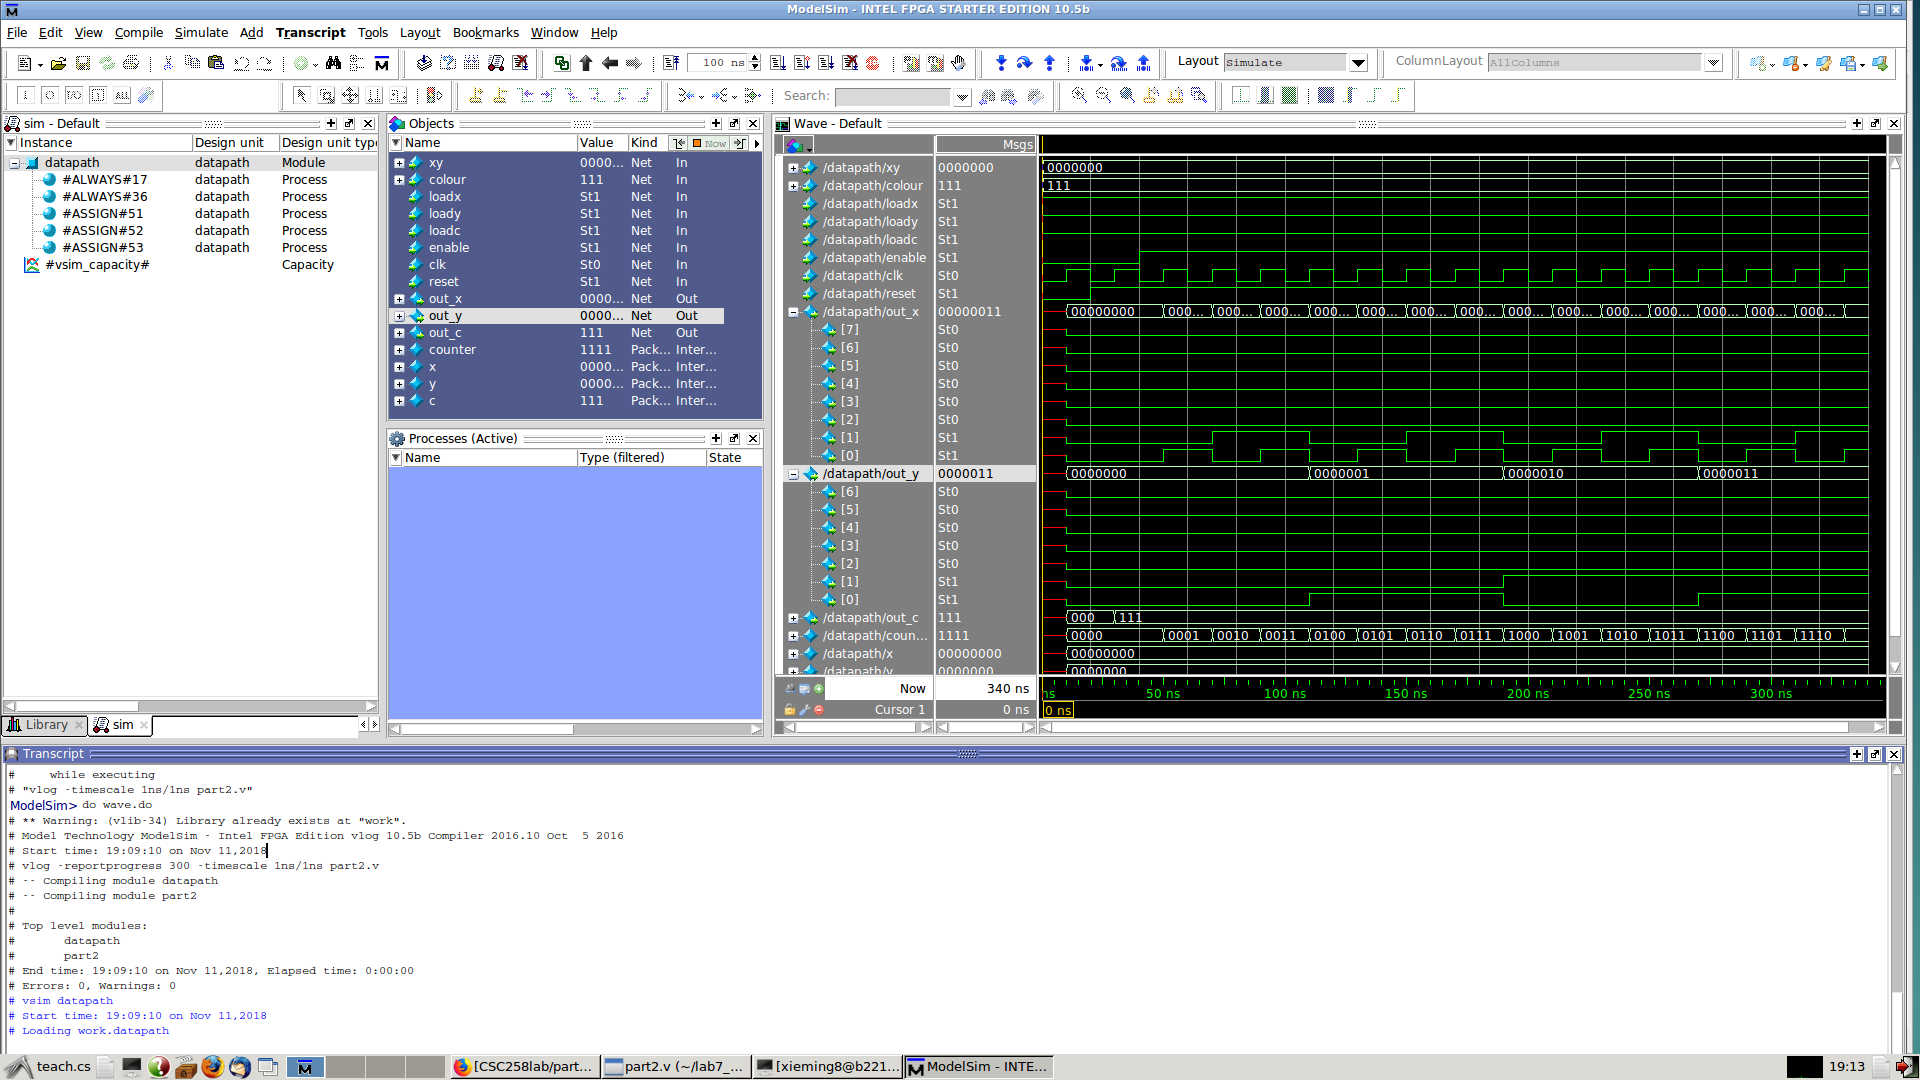 ModelSim - INTEL FPGA STARTER EDITION 10.5b
File Edit View Compile Simulate Add Transcript Tools Layout Bookmarks Window Help
100 ns
Layout Simulate
ColumnLayout AllColumns
ALL
Search:
sim - Default
Instance Design unit Design unit type
datapath datapath Module
#ALWAYS#17 datapath Process
#ALWAYS#36 datapath Process
#ASSIGN#51 datapath Process
#ASSIGN#52 datapath Process
#ASSIGN#53 datapath Process
#vsim_capacity# Capacity
Library sim
Objects
Name Value Kind Now
xy 0000... Net In
colour 111 Net In
loadx St1 Net In
loady St1 Net In
loadc St1 Net In
enable St1 Net In
clk St0 Net In
reset St1 Net In
out_x 0000... Net Out
out_y 0000... Net Out
out_c 111 Net Out
counter 1111 Pack... Inter...
x 0000... Pack... Inter...
y 0000... Pack... Inter...
c 111 Pack... Inter...
Processes (Active)
Name Type (filtered) State
Wave - Default
Msgs
/datapath/xy 0000000 0000000
/datapath/colour 111 111
/datapath/loadx St1
/datapath/loady St1
/datapath/loadc St1
/datapath/enable St1
/datapath/clk St0
/datapath/reset St1
/datapath/out_x 00000011 00000000 000... 000... 000... 000... 000... 000... 000... 000... 000... 000... 000... 000... 000... 000...
[7] St0
[6] St0
[5] St0
[4] St0
[3] St0
[2] St0
[1] St1
[0] St1
/datapath/out_y 0000011 0000000 0000001 0000010 0000011
[6] St0
[5] St0
[4] St0
[3] St0
[2] St0
[1] St1
[0] St1
/datapath/out_c 111 000 111
/datapath/coun... 1111 0000 0001 0010 0011 0100 0101 0110 0111 1000 1001 1010 1011 1100 1101 1110
/datapath/x 00000000 00000000
/datapath/y 0000000 0000000
Now 340 ns ns 50 ns 100 ns 150 ns 200 ns 250 ns 300 ns
Cursor 1 0 ns 0 ns
Transcript
# while executing
# "vlog -timescale 1ns/1ns part2.v"
ModelSim> do wave.do
# ** Warning: (vlib-34) Library already exists at "work".
# Model Technology ModelSim - Intel FPGA Edition vlog 10.5b Compiler 2016.10 Oct 5 2016
# Start time: 19:09:10 on Nov 11,2018
# vlog -reportprogress 300 -timescale 1ns/1ns part2.v
# -- Compiling module datapath
# -- Compiling module part2
#
# Top level modules:
# datapath
# part2
# End time: 19:09:10 on Nov 11,2018, Elapsed time: 0:00:00
# Errors: 0, Warnings: 0
# vsim datapath
# Start time: 19:09:10 on Nov 11,2018
# Loading work.datapath
teach.cs [CSC258lab/part... part2.v (~/lab7_... [xieming8@b221... ModelSim - INTE... 19:13